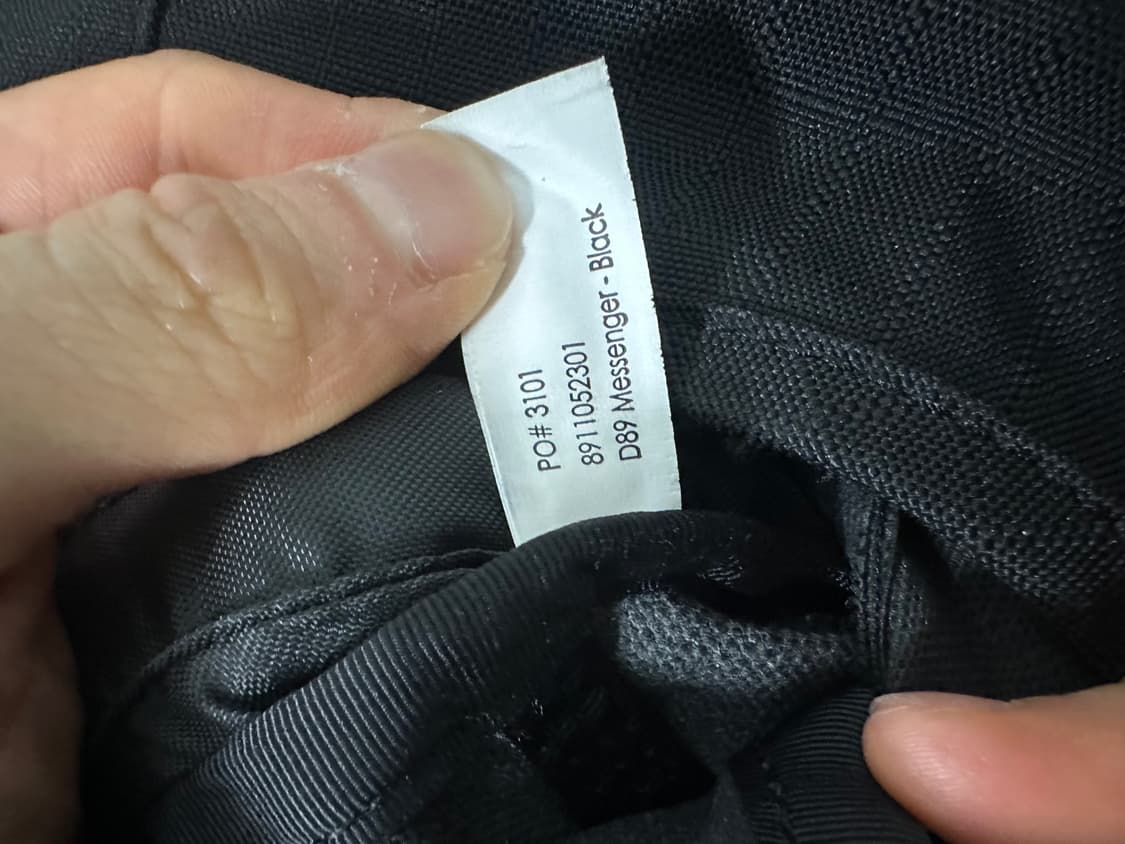 PO# 3101
8911052301
D89 Messenger - Black